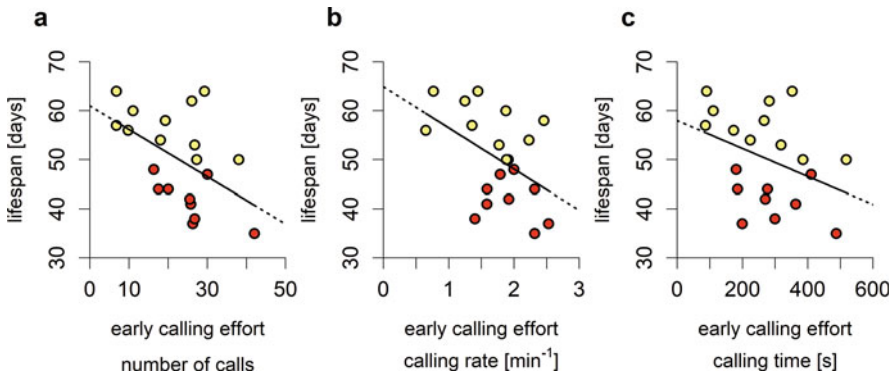 a
lifespan [days]
70
60
50
40
30
0 10 30 50
early calling effort
number of calls
b
lifespan [days]
70
60
50
40
30
0 1 2 3
early calling effort
calling rate [min⁻¹]
c
lifespan [days]
70
60
50
40
30
0 200 400 600
early calling effort
calling time [s]